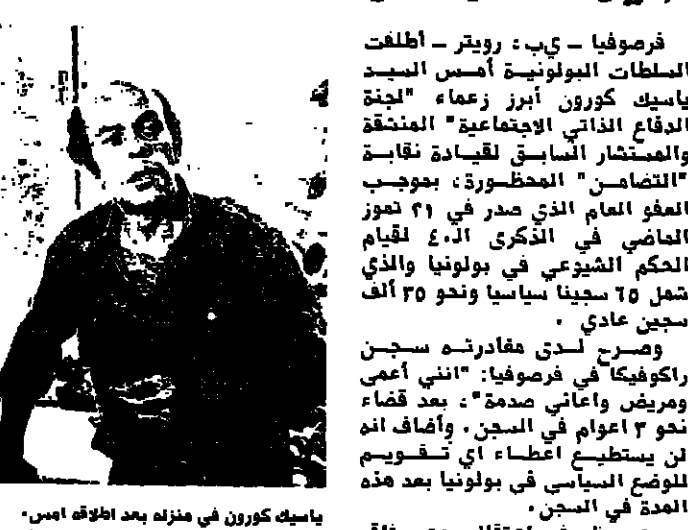 فرصوفيا – ي ب، رويتر – أطلقت
السلطات البولونية أمس السيد
ياسيك كورون أبرز زعماء "لجنة
الدفاع الذاتي الاجتماعية" المنشقة
والمستشار السابق لقيادة نقابة
"التضامن" المحظورة، بموجب
العفو العام الذي صدر في ٢١ تموز
الماضي في الذكرى الـ٤٠ لقيام
الحكم الشيوعي في بولونيا والذي
شمل ٦٥ سجينا سياسيا ونحو ٣٥ ألف
سجين عادي .
وصرح لدى مغادرته سجن
راكوفيكا في فرصوفيا: "انني أعمى
ومريض واعاني صدمة"، بعد قضاء
نحو ٣ اعوام في السجن. وأضاف انه
لن يستطيع اعطاء اي تقويم
للوضع السياسي في بولونيا بعد هذه
المدة في السجن.
ياسيك كورون في منزله بعد اطلاقه امس.